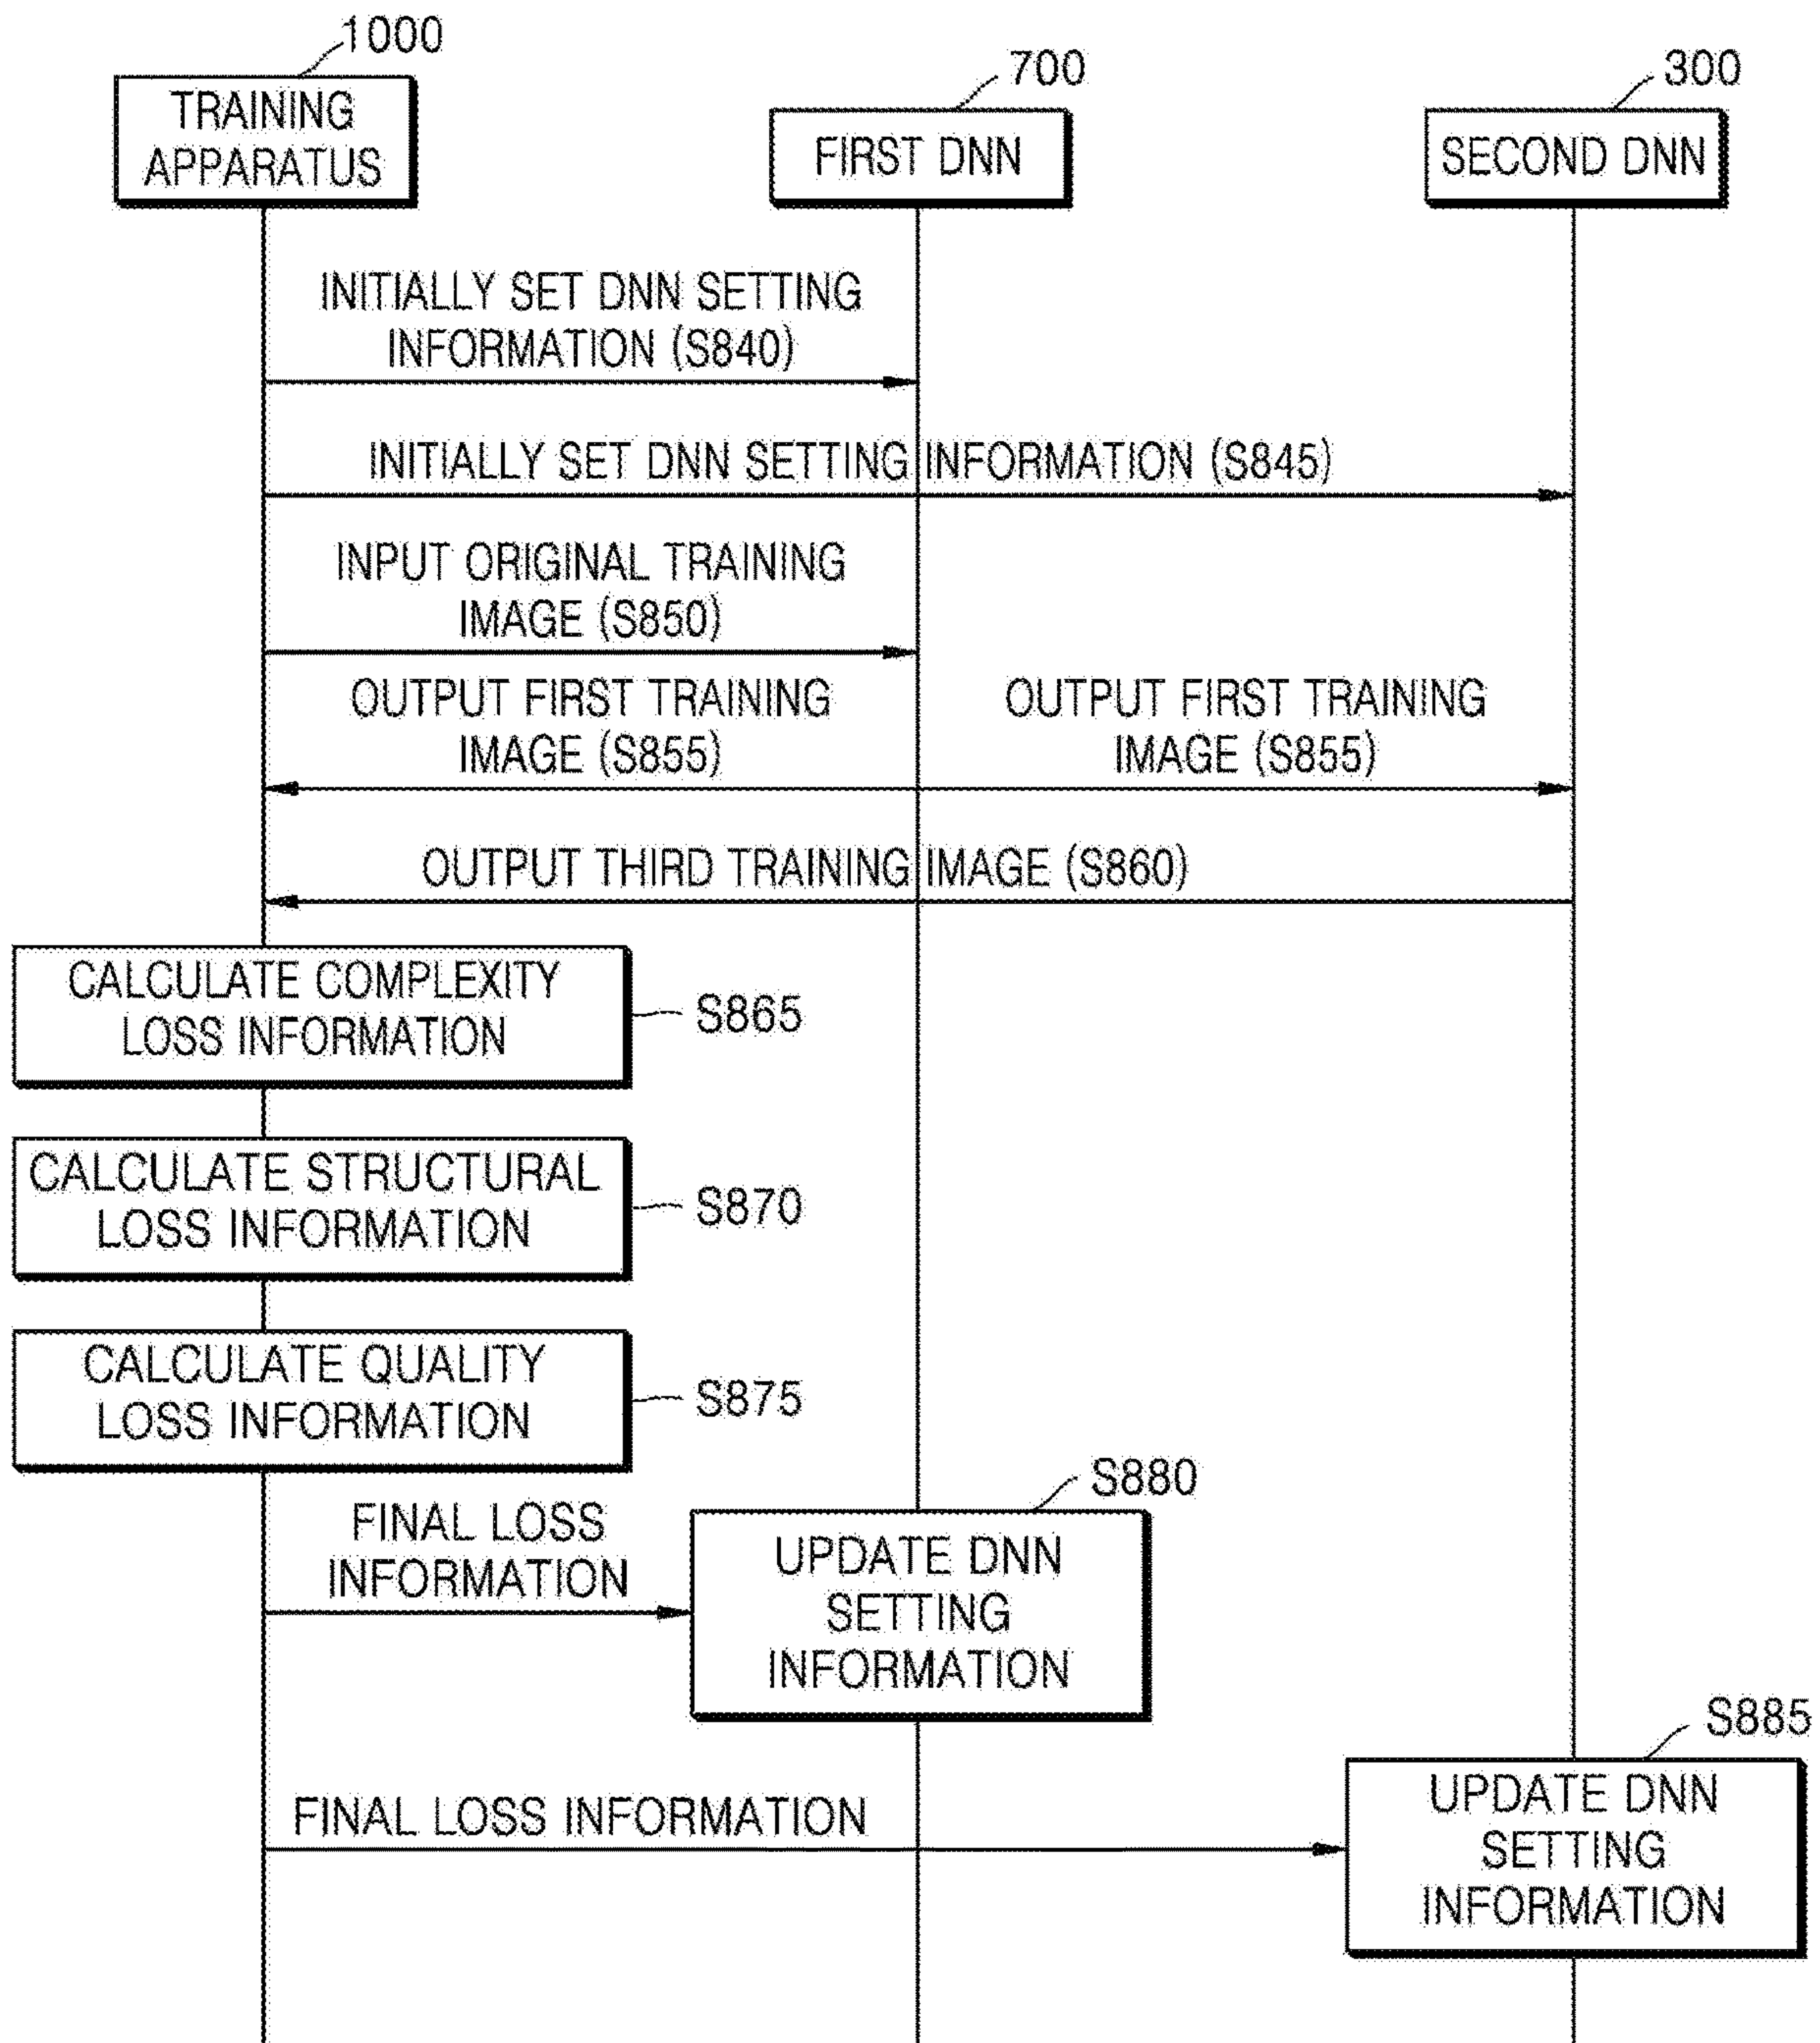 1000
700
300
TRAINING
APPARATUS
FIRST DNN
SECOND DNN
INITIALLY SET DNN SETTING
INFORMATION (S840)
INITIALLY SET DNN SETTING INFORMATION (S845)
INPUT ORIGINAL TRAINING
IMAGE (S850)
OUTPUT FIRST TRAINING
IMAGE (S855)
OUTPUT FIRST TRAINING
IMAGE (S855)
OUTPUT THIRD TRAINING IMAGE (S860)
CALCULATE COMPLEXITY
LOSS INFORMATION
S865
CALCULATE STRUCTURAL
LOSS INFORMATION
S870
CALCULATE QUALITY
LOSS INFORMATION
S875
FINAL LOSS
INFORMATION
S880
UPDATE DNN
SETTING
INFORMATION
FINAL LOSS INFORMATION
S885
UPDATE DNN
SETTING
INFORMATION